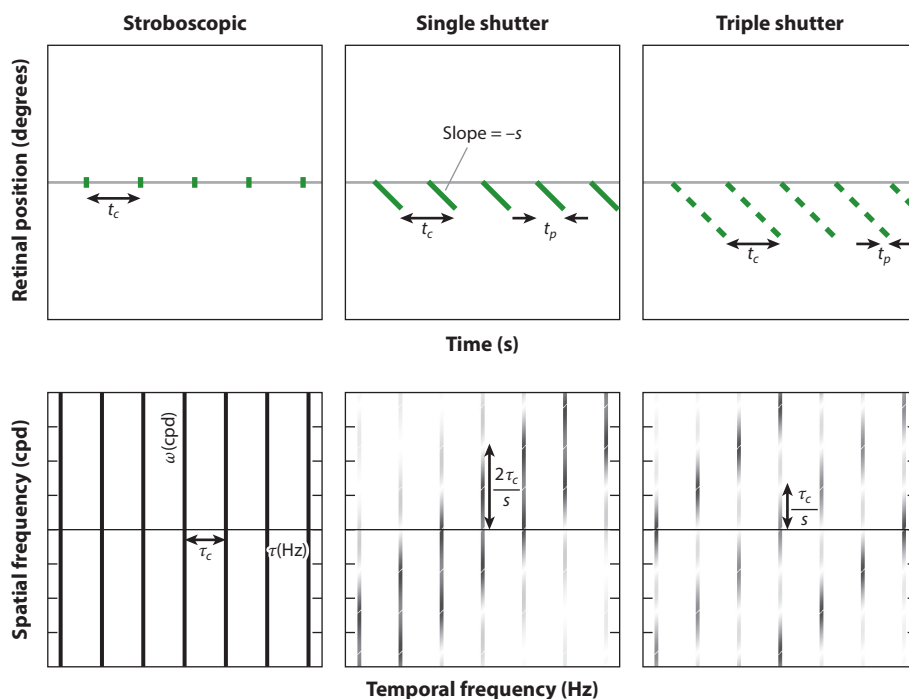 Stroboscopic
Single shutter
Triple shutter
Retinal position (degrees)
Slope = –s
t_c
t_c
t_p
t_c
t_p
Time (s)
Spatial frequency (cpd)
ω(cpd)
τ_c
τ(Hz)
2τ_c
s
τ_c
s
Temporal frequency (Hz)